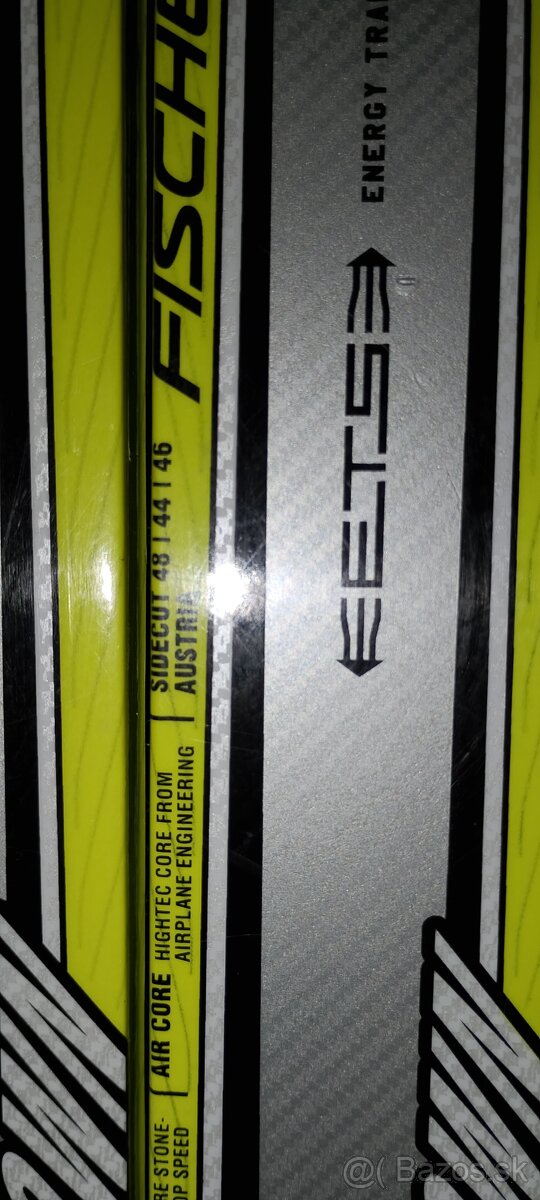 FISCHE
ENERGY TRA
ETS
SIDECUT 48 | 44 | 46
AUSTRIA
AIR CORE HIGHTEC CORE FROM
AIRPLANE ENGINEERING
RE STONE-
OP SPEED
@ Bazos.sk